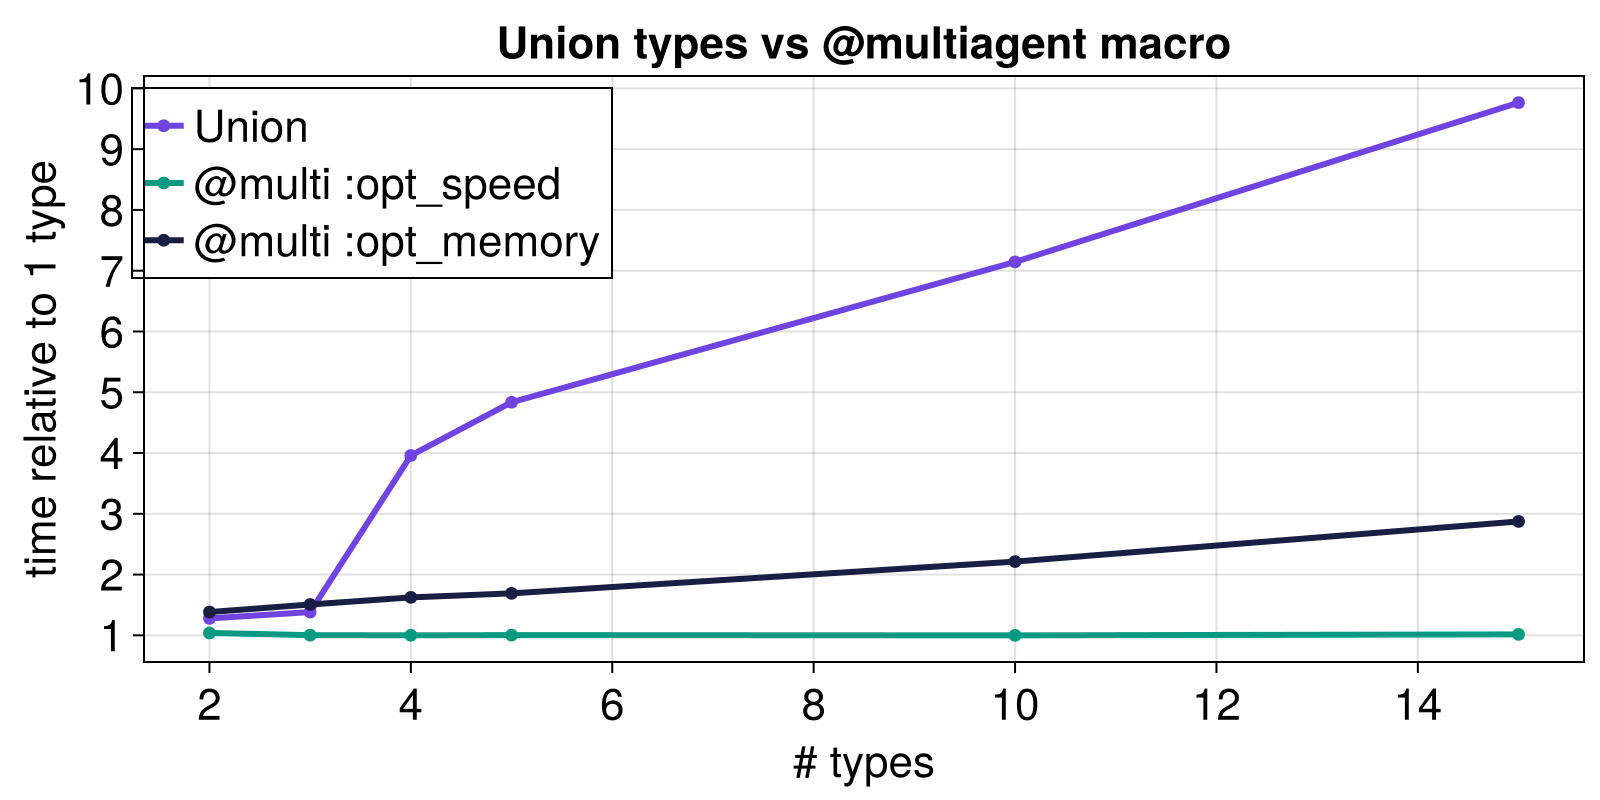 Union types vs @multiagent macro
time relative to 1 type
10
9
8
7
6
5
4
3
2
1
Union
@multi :opt_speed
@multi :opt_memory
2 4 6 8 10 12 14
# types